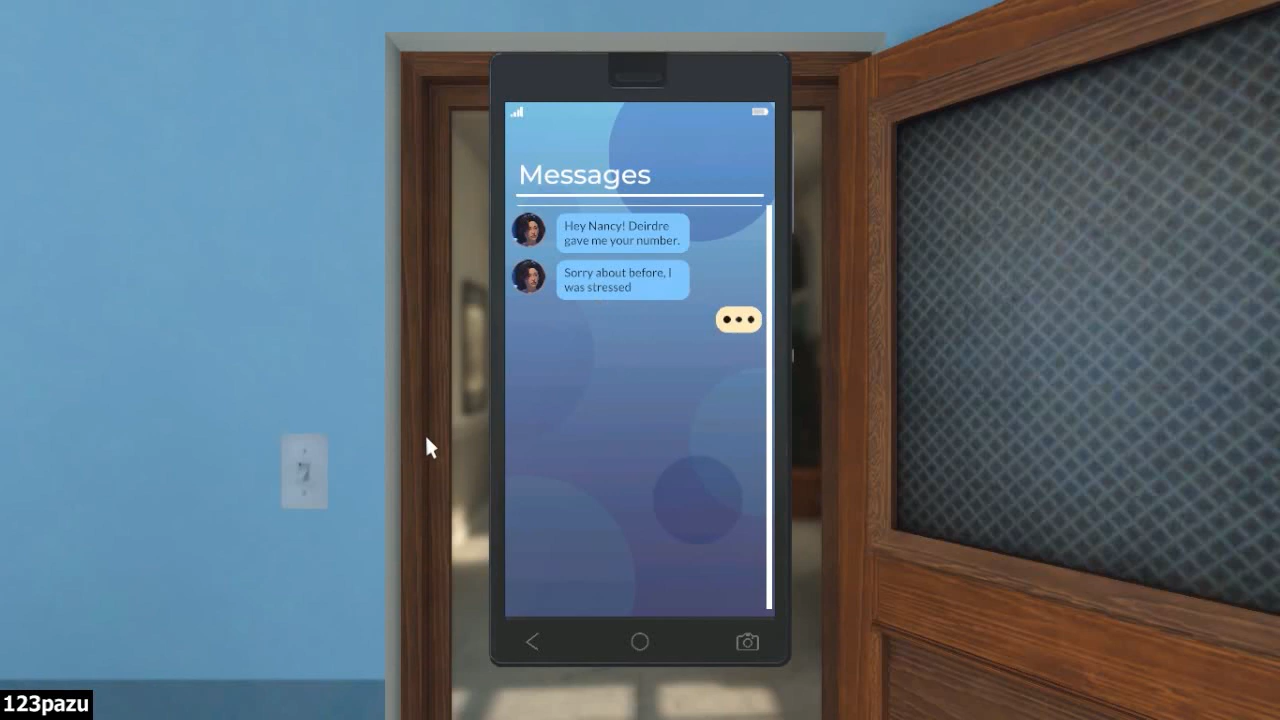 Messages
Hey Nancy! Deirdre
gave me your number.
Sorry about before, I
was stressed
123pazu